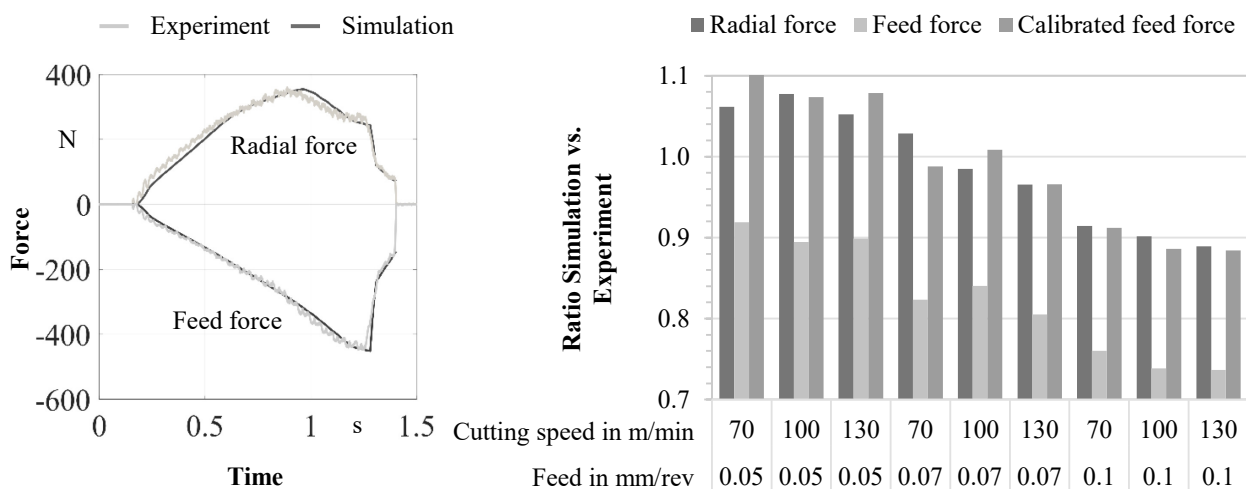 Experiment Simulation
400
N
Radial force
0
Force
-200
Feed force
-400
-600
0 0.5 1 s 1.5
Time
Radial force Feed force Calibrated feed force
1.1
1.0
0.9
0.8
0.7
Ratio Simulation vs.
Experiment
Cutting speed in m/min 70 100 130 70 100 130 70 100 130
Feed in mm/rev 0.05 0.05 0.05 0.07 0.07 0.07 0.1 0.1 0.1